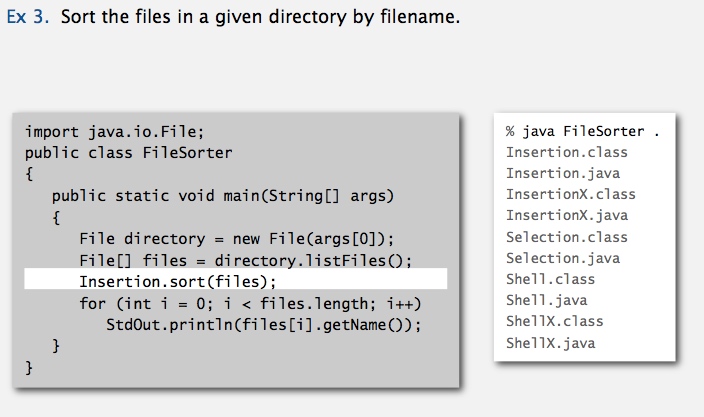 Ex 3. Sort the files in a given directory by filename.
import java.io.File;
public class FileSorter
{
   public static void main(String[] args)
   {
      File directory = new File(args[0]);
      File[] files = directory.listFiles();
      Insertion.sort(files);
      for (int i = 0; i < files.length; i++)
         StdOut.println(files[i].getName());
   }
}
% java FileSorter .
Insertion.class
Insertion.java
InsertionX.class
InsertionX.java
Selection.class
Selection.java
Shell.class
Shell.java
ShellX.class
ShellX.java